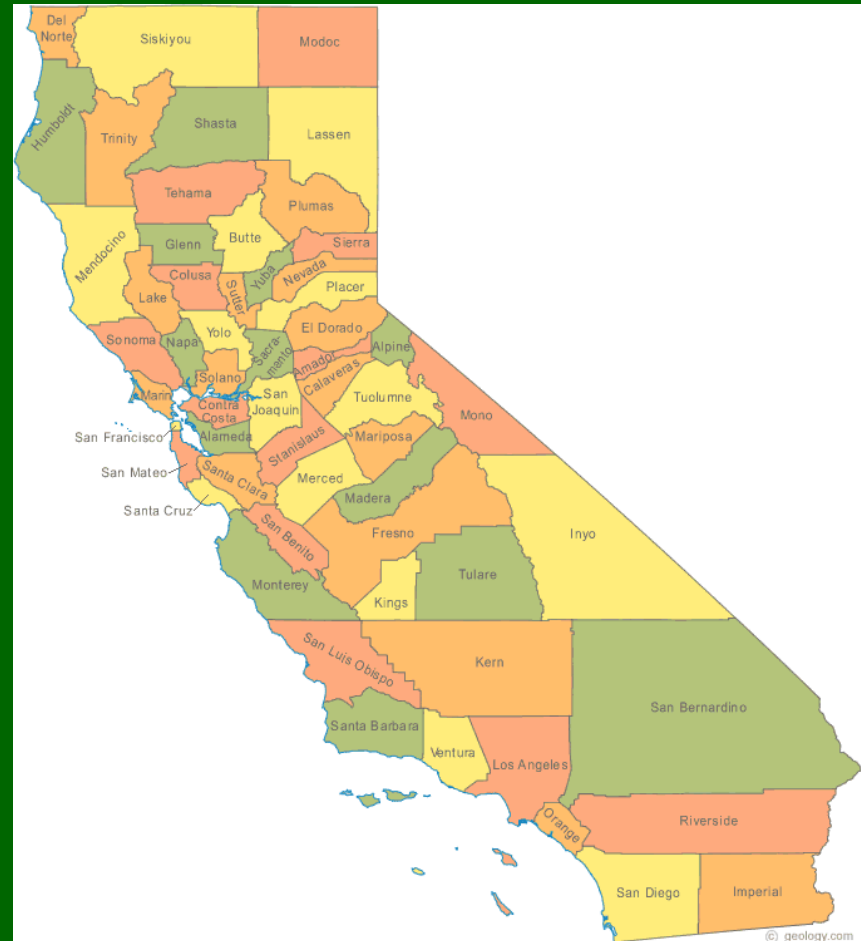 Del
Norte
Siskiyou
Modoc
Humboldt
Trinity
Shasta
Lassen
Tehama
Plumas
Mendocino
Glenn
Butte
Sierra
Colusa
Yuba
Nevada
Lake
Sutter
Placer
Sonoma
Napa
Yolo
El Dorado
Sacra-
mento
Amador
Alpine
Solano
Calaveras
Marin
San
Joaquin
Tuolumne
Contra
Costa
Mono
San Francisco
Alameda
Stanislaus
Mariposa
San Mateo
Santa Clara
Merced
Madera
Santa Cruz
San Benito
Fresno
Inyo
Monterey
Kings
Tulare
San Luis Obispo
Kern
San Bernardino
Santa Barbara
Ventura
Los Angeles
Orange
Riverside
San Diego
Imperial
(c) geology.com